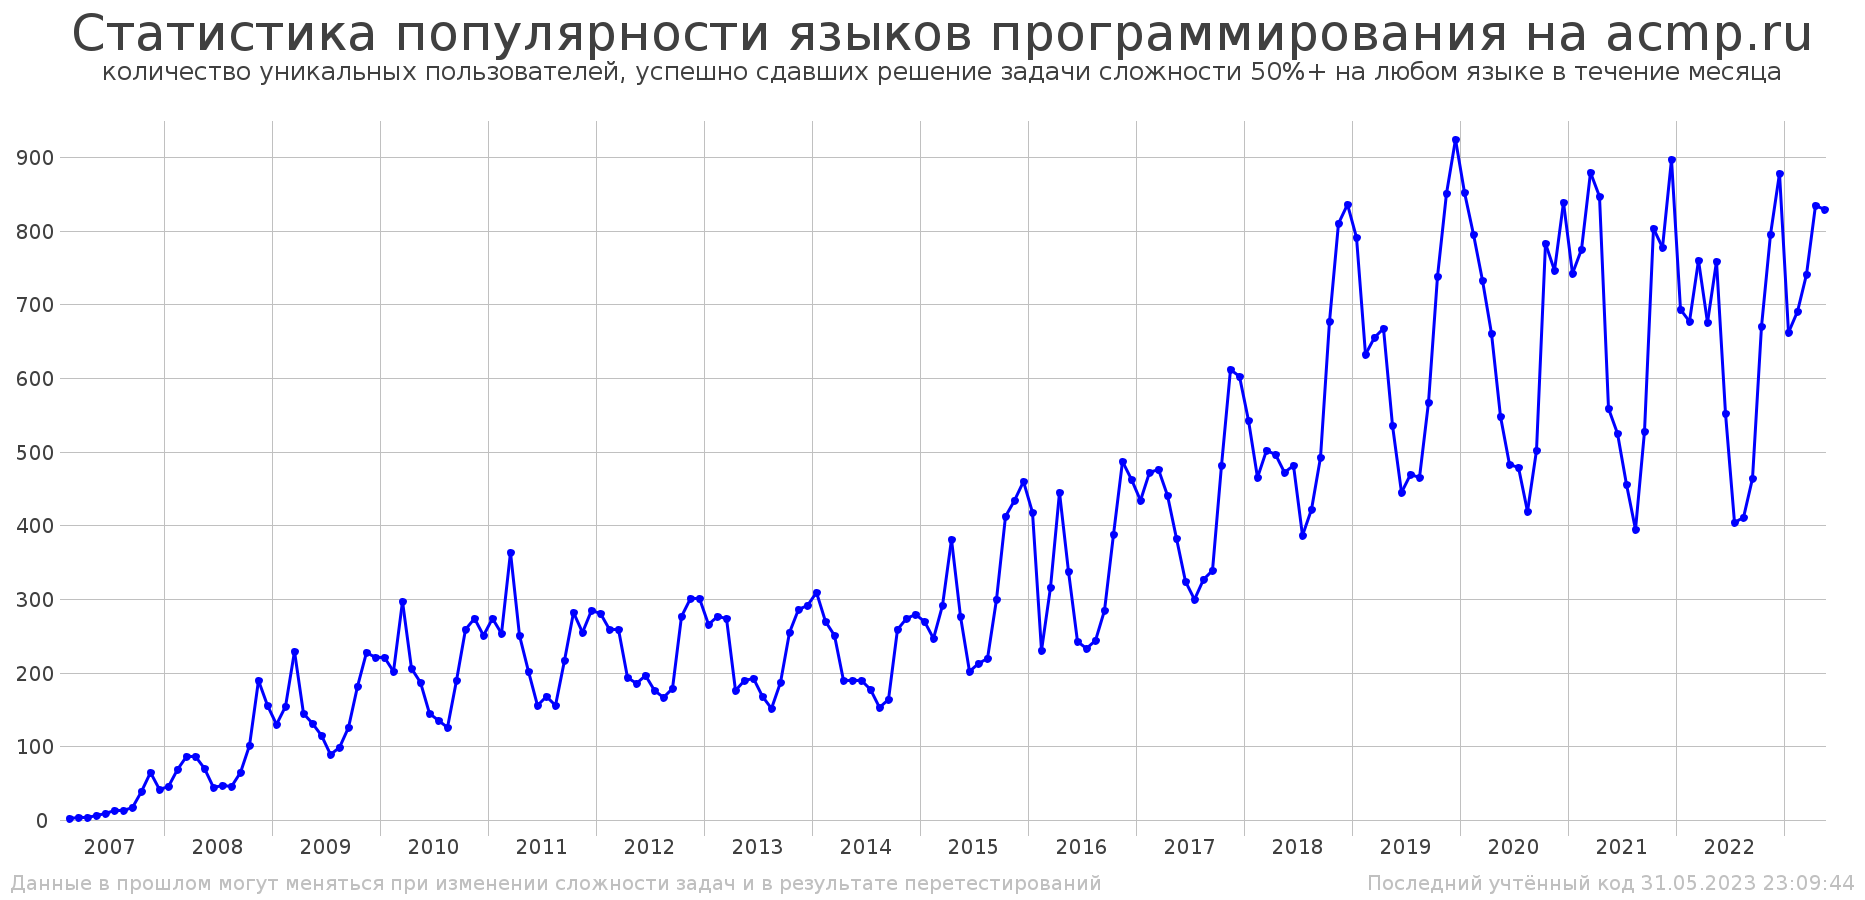 Статистика популярности языков программирования на acmp.ru
количество уникальных пользователей, успешно сдавших решение задачи сложности 50%+ на любом языке в течение месяца
900
800
700
600
500
400
300
200
100
0
2007 2008 2009 2010 2011 2012 2013 2014 2015 2016 2017 2018 2019 2020 2021 2022
Данные в прошлом могут меняться при изменении сложности задач и в результате перетестирований
Последний учтённый код 31.05.2023 23:09:44